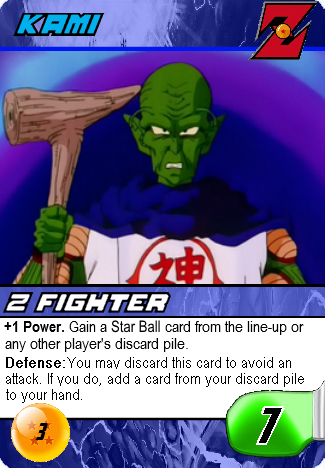 KAMI
Z
神
Z FIGHTER
+1 Power. Gain a Star Ball card from the line-up or
any other player's discard pile.
Defense: You may discard this card to avoid an
attack. If you do, add a card from your discard pile
to your hand.
3
7